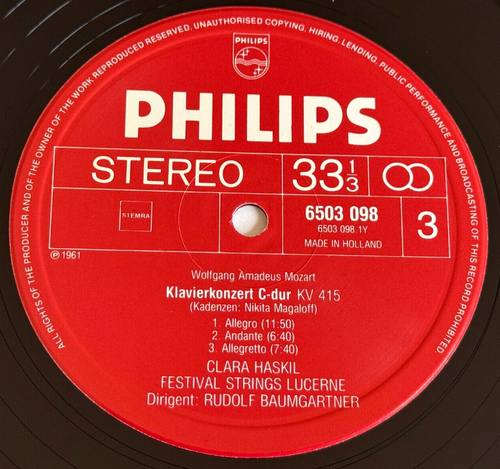 ALL RIGHTS OF THE PRODUCER AND OF THE OWNER OF THE WORK REPRODUCED RESERVED. UNAUTHORISED COPYING, HIRING, LENDING, PUBLIC PERFORMANCE AND BROADCASTING OF THIS RECORD PROHIBITED
PHILIPS
PHILIPS
STEREO 33 1/3
STEMRA
6503 098
6503 098.1Y
MADE IN HOLLAND
3
℗ 1961
Wolfgang Amadeus Mozart
Klavierkonzert C-dur KV 415
(Kadenzen: Nikita Magaloff)
1. Allegro (11:50)
2. Andante (6:40)
3. Allegretto (7:40)
CLARA HASKIL
FESTIVAL STRINGS LUCERNE
Dirigent: RUDOLF BAUMGARTNER